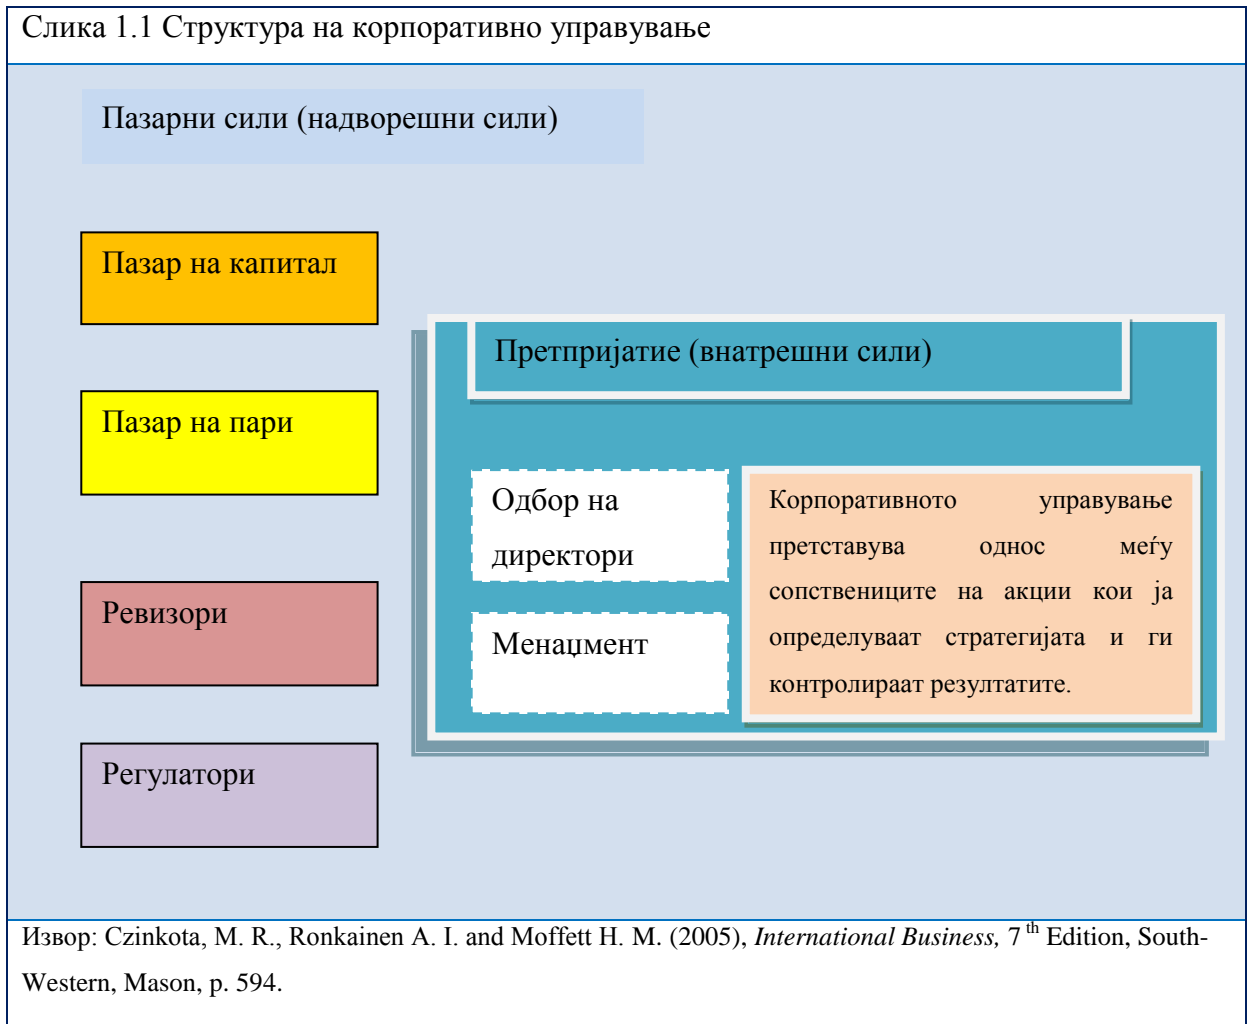 Слика 1.1 Структура на корпоративно управување
Пазарни сили (надворешни сили)
Пазар на капитал
Пазар на пари
Ревизори
Регулатори
Претпријатие (внатрешни сили)
Одбор на
директори
Менаџмент
Корпоративното управување
претставува однос меѓу
сопствениците на акции кои ја
определуваат стратегијата и ги
контролираат резултатите.
Извор: Czinkota, M. R., Ronkainen A. I. and Moffett H. M. (2005), International Business, 7 th Edition, South-
Western, Mason, p. 594.